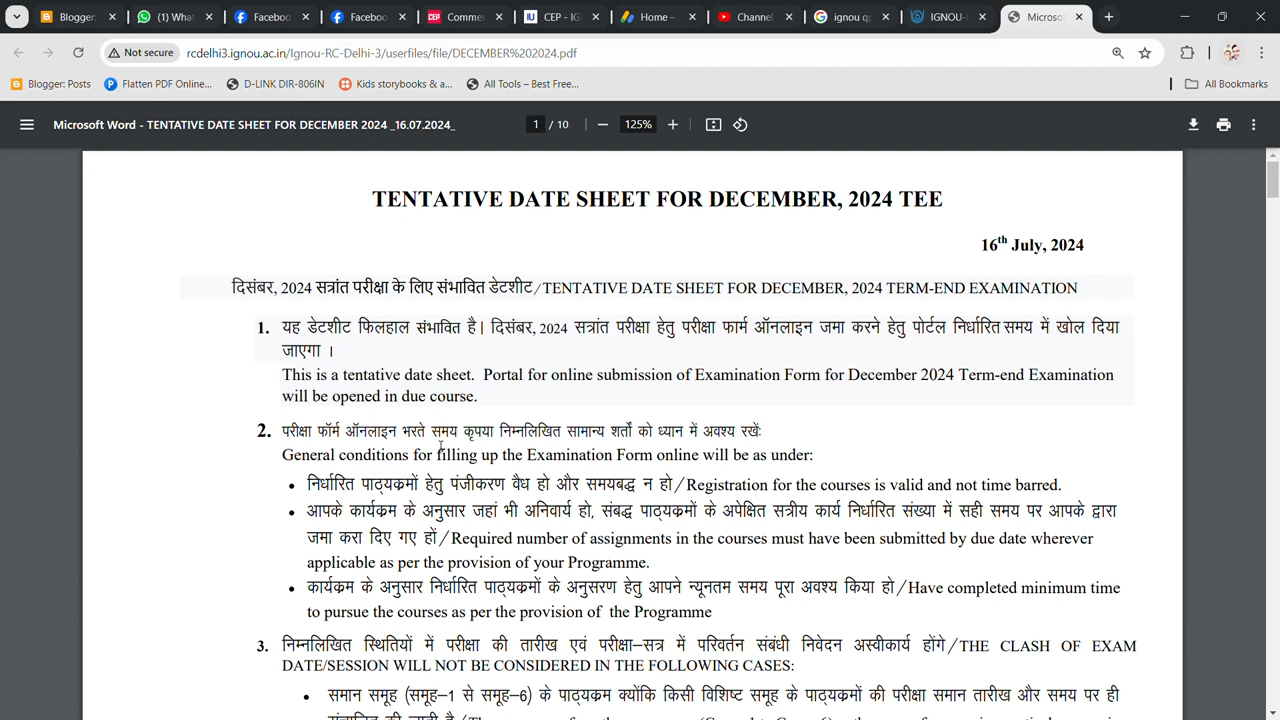 Blogger:
(1) What
Faceboo
Faceboo
CEP
Comme
IU
CEP - IG
Home –
Channel
ignou q
IGNOU-
Microso
Not secure
rcdelhi3.ignou.ac.in/Ignou-RC-Delhi-3/userfiles/file/DECEMBER%202024.pdf
Blogger: Posts
Flatten PDF Online...
D-LINK DIR-806IN
Kids storybooks & a...
All Tools – Best Free...
All Bookmarks
Microsoft Word - TENTATIVE DATE SHEET FOR DECEMBER 2024 _16.07.2024_
1 / 10
125%
TENTATIVE DATE SHEET FOR DECEMBER, 2024 TEE
16th July, 2024
दिसंबर, 2024 सत्रांत परीक्षा के लिए संभावित डेटशीट/TENTATIVE DATE SHEET FOR DECEMBER, 2024 TERM-END EXAMINATION
1. यह डेटशीट फिलहाल संभावित है। दिसंबर, 2024 सत्रांत परीक्षा हेतु परीक्षा फार्म ऑनलाइन जमा करने हेतु पोर्टल निर्धारित समय में खोल दिया
जाएगा ।
This is a tentative date sheet. Portal for online submission of Examination Form for December 2024 Term-end Examination
will be opened in due course.
2. परीक्षा फॉर्म ऑनलाइन भरते समय कृपया निम्नलिखित सामान्य शर्तों को ध्यान में अवश्य रखें:
General conditions for filling up the Examination Form online will be as under:
• निर्धारित पाठ्यक्रमों हेतु पंजीकरण वैध हो और समयबद्ध न हो/Registration for the courses is valid and not time barred.
• आपके कार्यक्रम के अनुसार जहां भी अनिवार्य हो, संबद्ध पाठ्यक्रमों के अपेक्षित सत्रीय कार्य निर्धारित संख्या में सही समय पर आपके द्वारा
जमा करा दिए गए हों/Required number of assignments in the courses must have been submitted by due date wherever
applicable as per the provision of your Programme.
• कार्यक्रम के अनुसार निर्धारित पाठ्यक्रमों के अनुसरण हेतु आपने न्यूनतम समय पूरा अवश्य किया हो/Have completed minimum time
to pursue the courses as per the provision of the Programme
3. निम्नलिखित स्थितियों में परीक्षा की तारीख एवं परीक्षा–सत्र में परिवर्तन संबंधी निवेदन अस्वीकार्य होंगे/THE CLASH OF EXAM
DATE/SESSION WILL NOT BE CONSIDERED IN THE FOLLOWING CASES:
• समान समूह (समूह–1 से समूह–6) के पाठ्यक्रम क्योंकि किसी विशिष्ट समूह के पाठ्यक्रमों की परीक्षा समान तारीख और समय पर ही